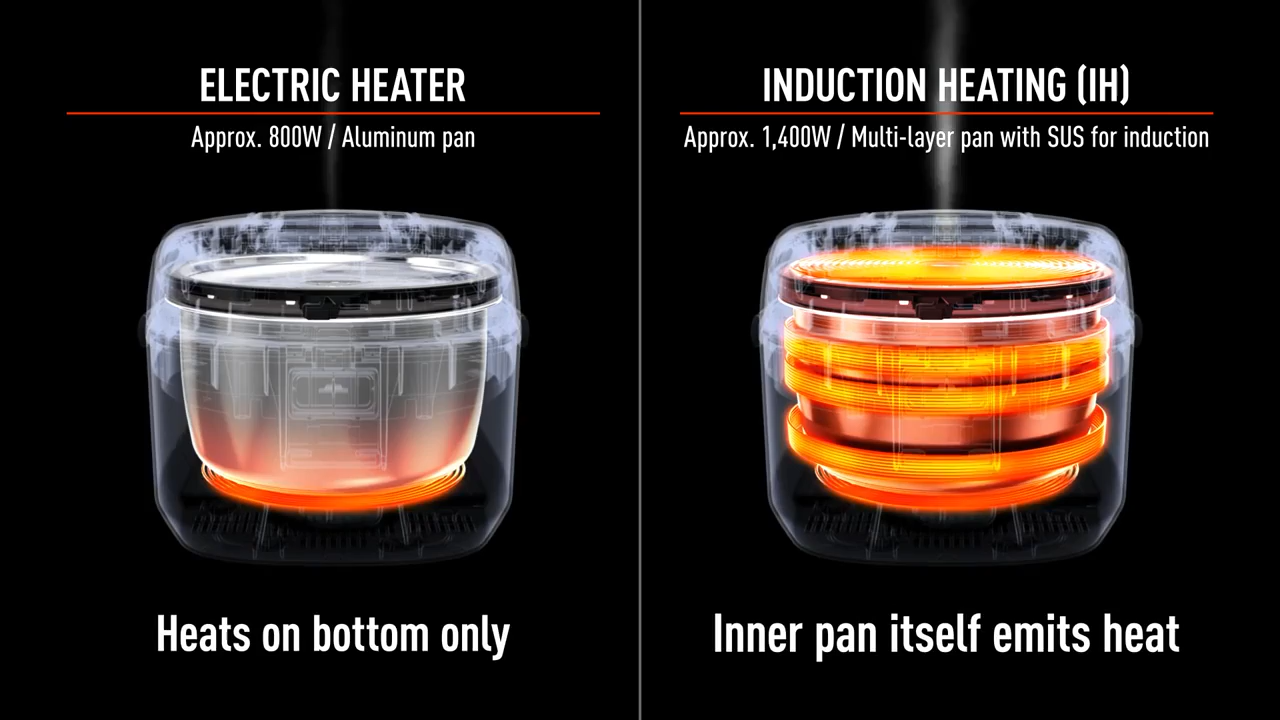 ELECTRIC HEATER
Approx. 800W / Aluminum pan
Heats on bottom only
INDUCTION HEATING (IH)
Approx. 1,400W / Multi-layer pan with SUS for induction
Inner pan itself emits heat